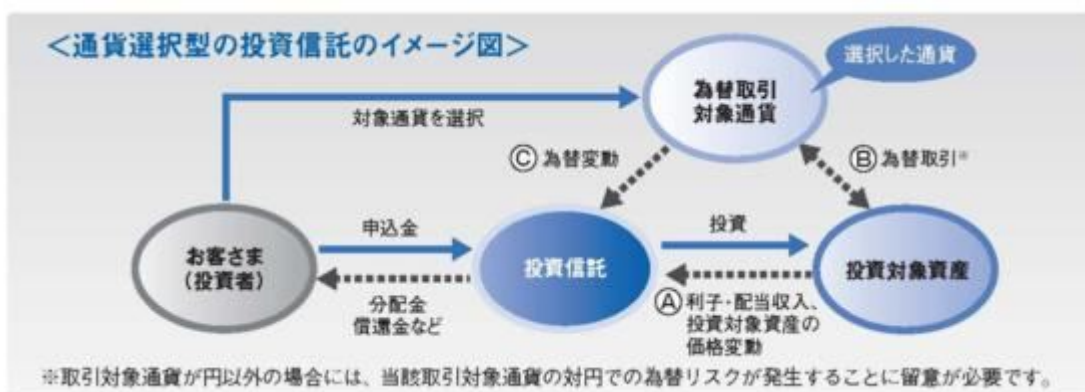 ＜通貨選択型の投資信託のイメージ図＞
選択した通貨
為替取引
対象通貨
対象通貨を選択
Ⓒ為替変動
Ⓑ為替取引※
お客さま
（投資者）
申込金
分配金
償還金など
投資信託
投資
Ⓐ利子・配当収入、
投資対象資産の
価格変動
投資対象資産
※取引対象通貨が円以外の場合には、当該取引対象通貨の対円での為替リスクが発生することに留意が必要です。